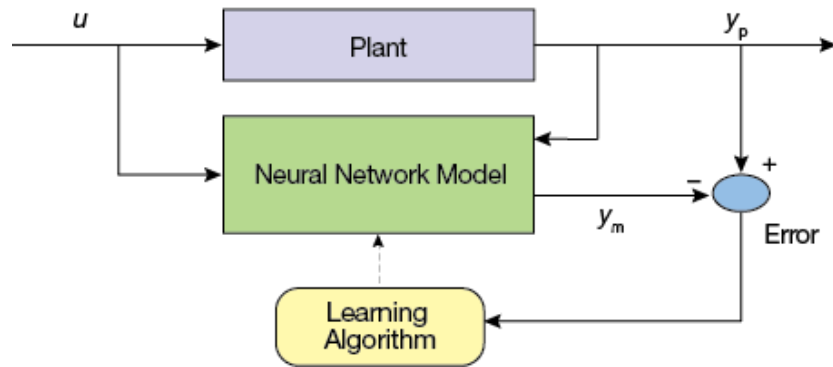 u
yp
Plant
Neural Network Model
+
−
ym
Error
Learning
Algorithm